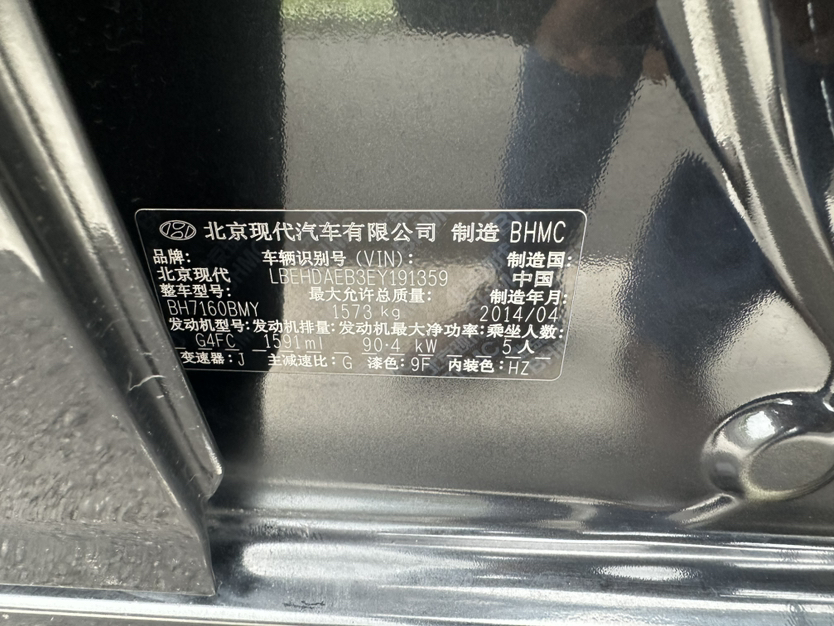 北京现代汽车有限公司 制造 BHMC
品牌: 车辆识别号(VIN): 制造国:
北京现代 LBEHDAEB3EY191359 中国
整车型号: 最大允许总质量: 制造年月:
BH7160BMY 1573 kg 2014/04
发动机型号: 发动机排量: 发动机最大净功率: 乘坐人数:
G4FC 1591ml 90.4 kW 5人
变速器: J 主减速比: G 漆色: 9F 内装色: HZ